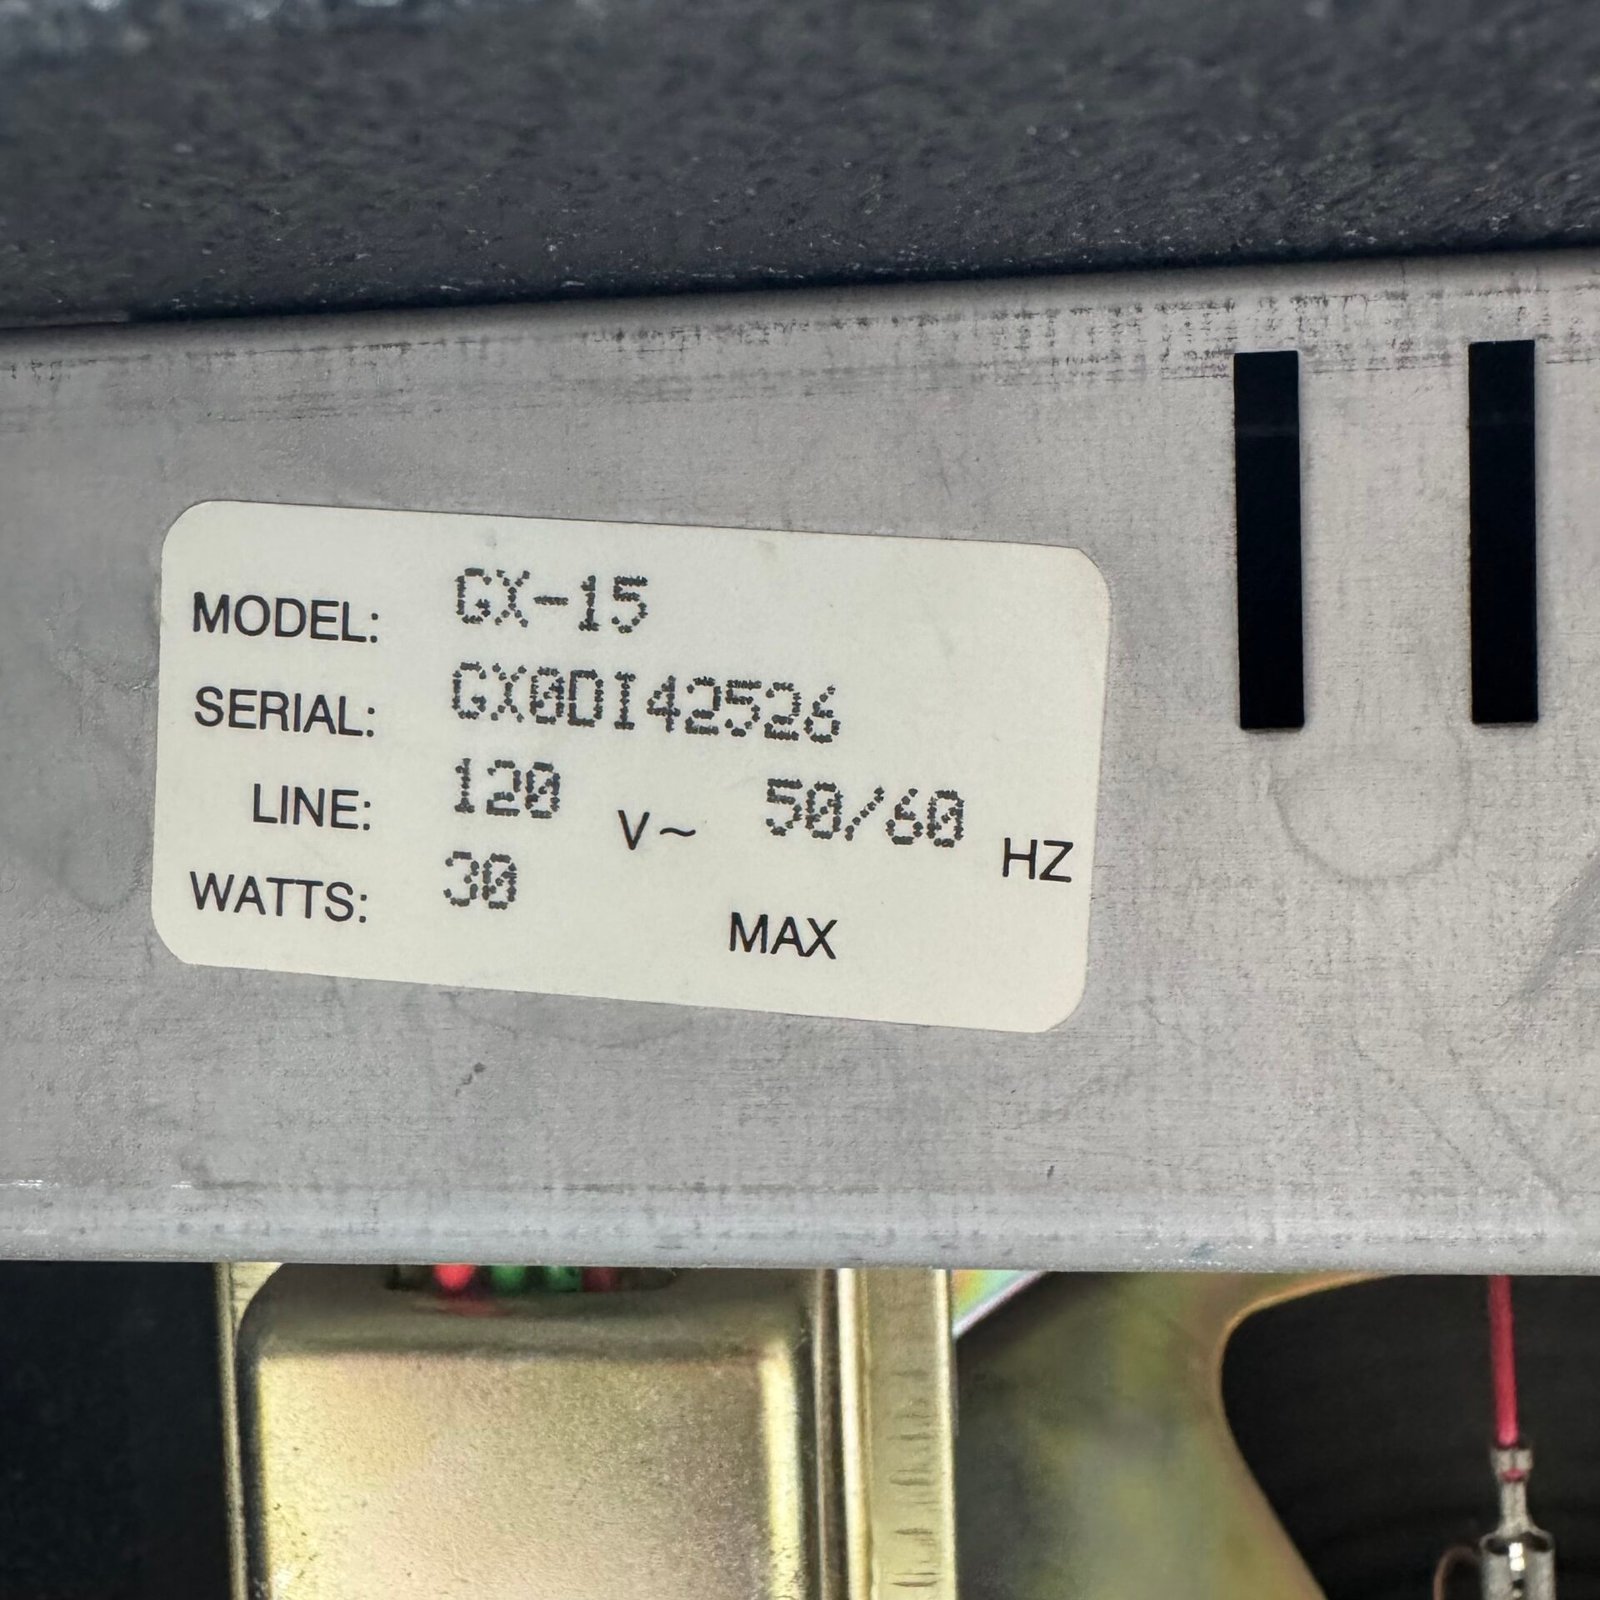 MODEL: GX-15
SERIAL: GX0DI42526
LINE: 120 V~ 50/60 HZ
WATTS: 30 MAX